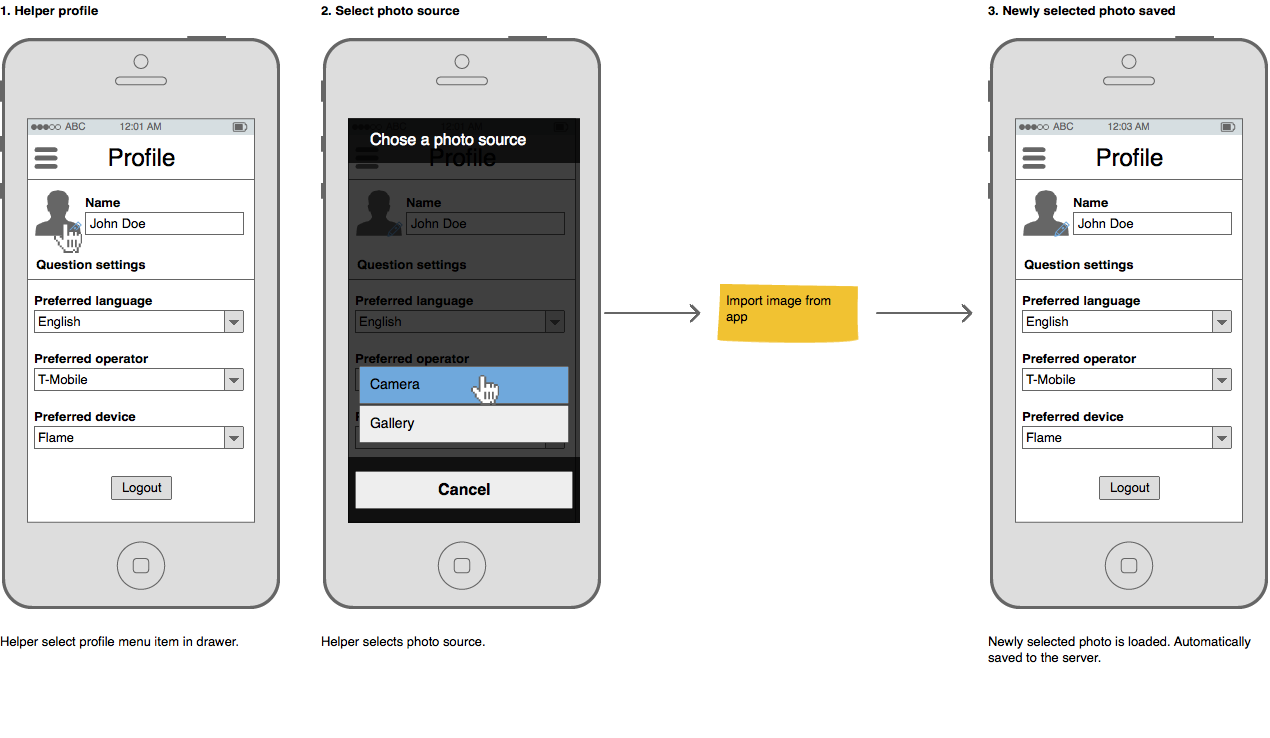 1. Helper profile
2. Select photo source
3. Newly selected photo saved
ABC 12:01 AM
Profile
Name
John Doe
Question settings
Preferred language
English
Preferred operator
T-Mobile
Preferred device
Flame
Logout
Helper select profile menu item in drawer.
Chose a photo source
Profile
Name
John Doe
Question settings
Preferred language
English
Preferred operator
Camera
Gallery
Cancel
Helper selects photo source.
Import image from
app
ABC 12:03 AM
Profile
Name
John Doe
Question settings
Preferred language
English
Preferred operator
T-Mobile
Preferred device
Flame
Logout
Newly selected photo is loaded. Automatically
saved to the server.